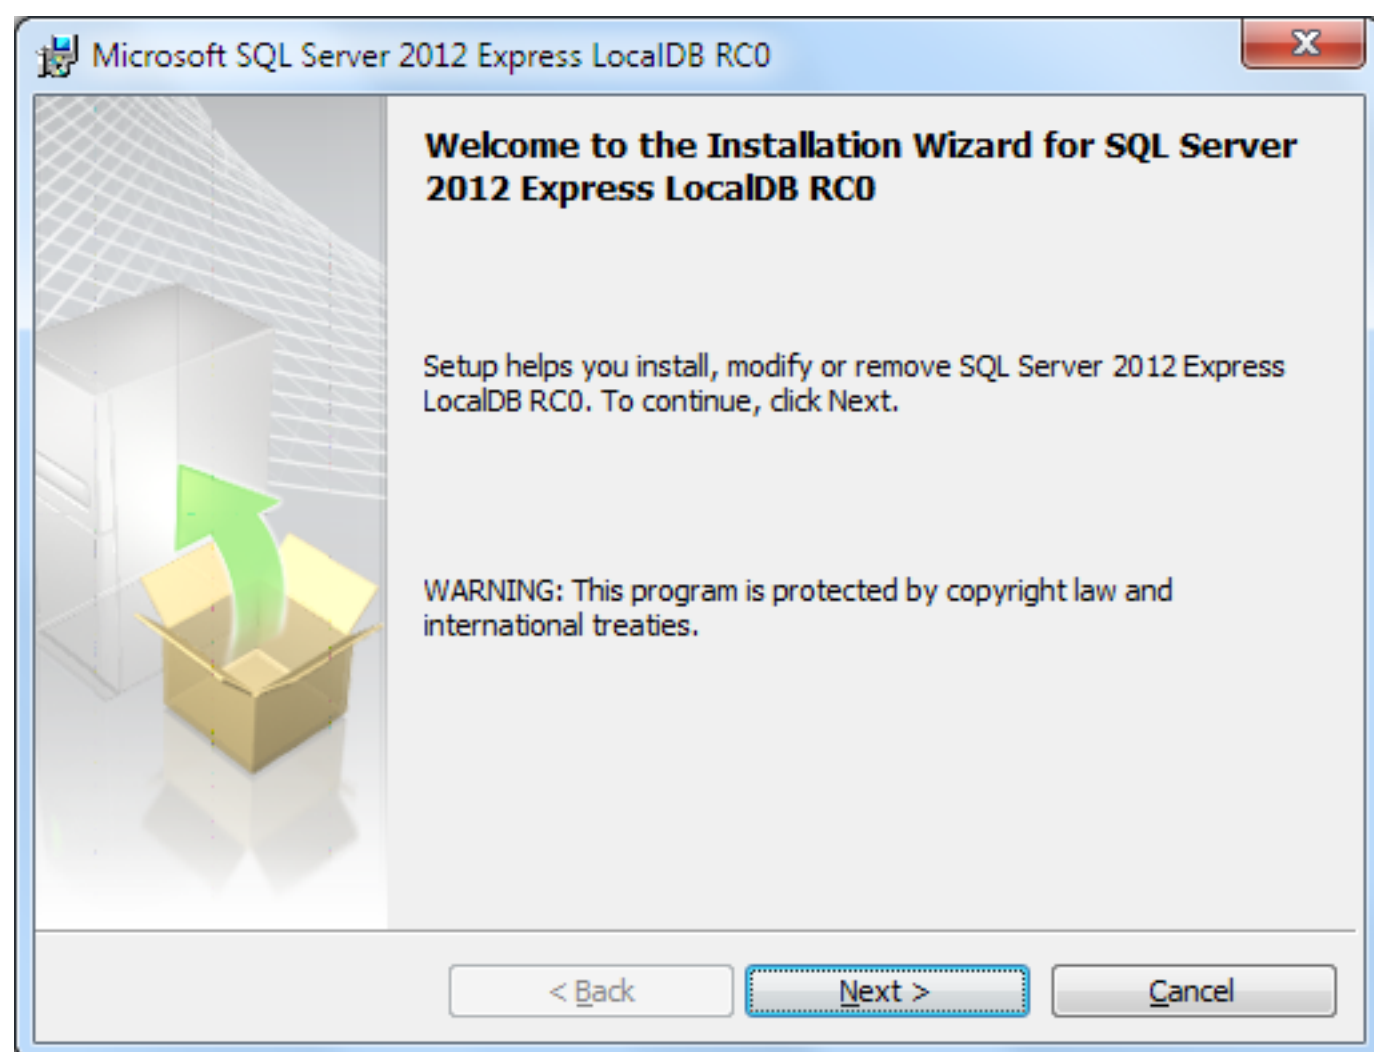 Microsoft SQL Server 2012 Express LocalDB RC0
Welcome to the Installation Wizard for SQL Server
2012 Express LocalDB RC0
Setup helps you install, modify or remove SQL Server 2012 Express
LocalDB RC0. To continue, click Next.
WARNING: This program is protected by copyright law and
international treaties.
< Back Next > Cancel